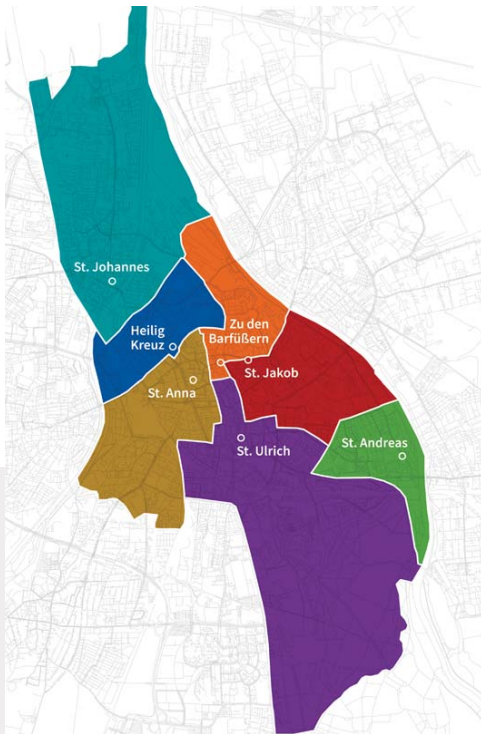 St. Johannes
Heilig
Kreuz
Zu den
Barfüßern
St. Jakob
St. Anna
St. Andreas
St. Ulrich